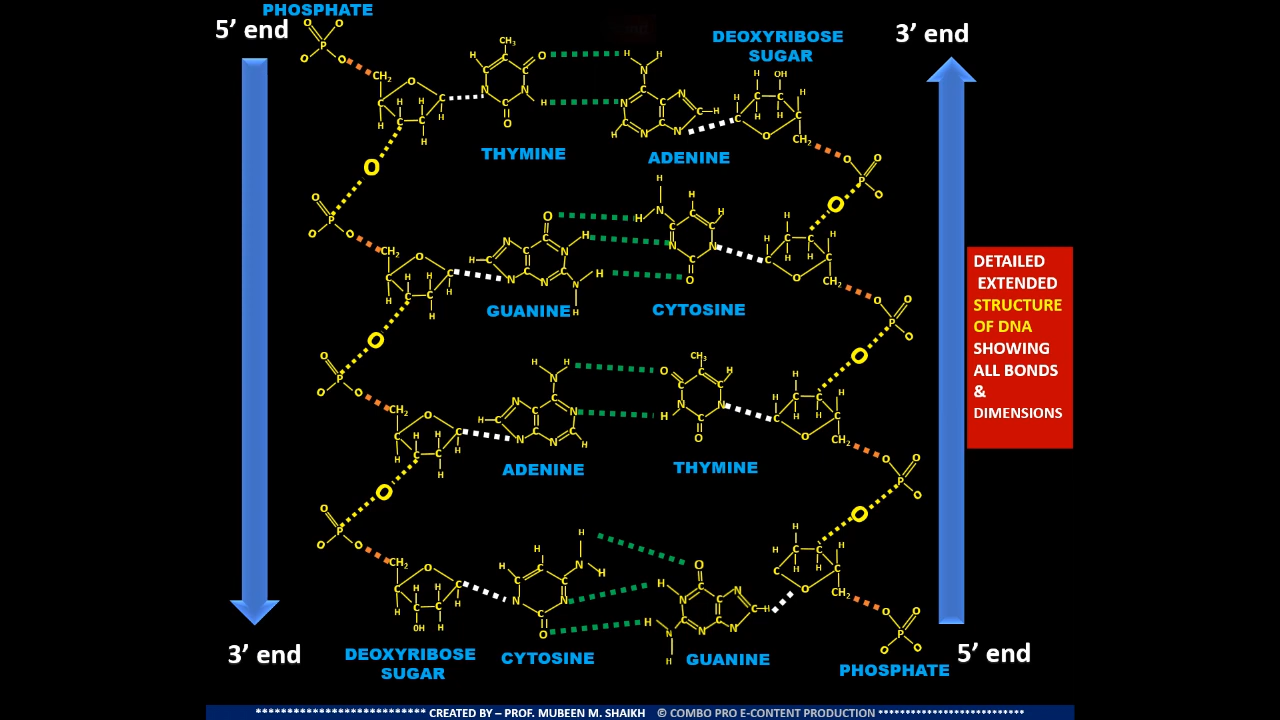 PHOSPHATE
5’ end
3’ end
DEOXYRIBOSE
SUGAR
THYMINE
ADENINE
GUANINE
CYTOSINE
DETAILED
EXTENDED
STRUCTURE
OF DNA
SHOWING
ALL BONDS
&
DIMENSIONS
ADENINE
THYMINE
3’ end
DEOXYRIBOSE
SUGAR
CYTOSINE
GUANINE
PHOSPHATE
5’ end
************************** CREATED BY – PROF. MUBEEN M. SHAIKH © COMBO PRO E-CONTENT PRODUCTION **************************